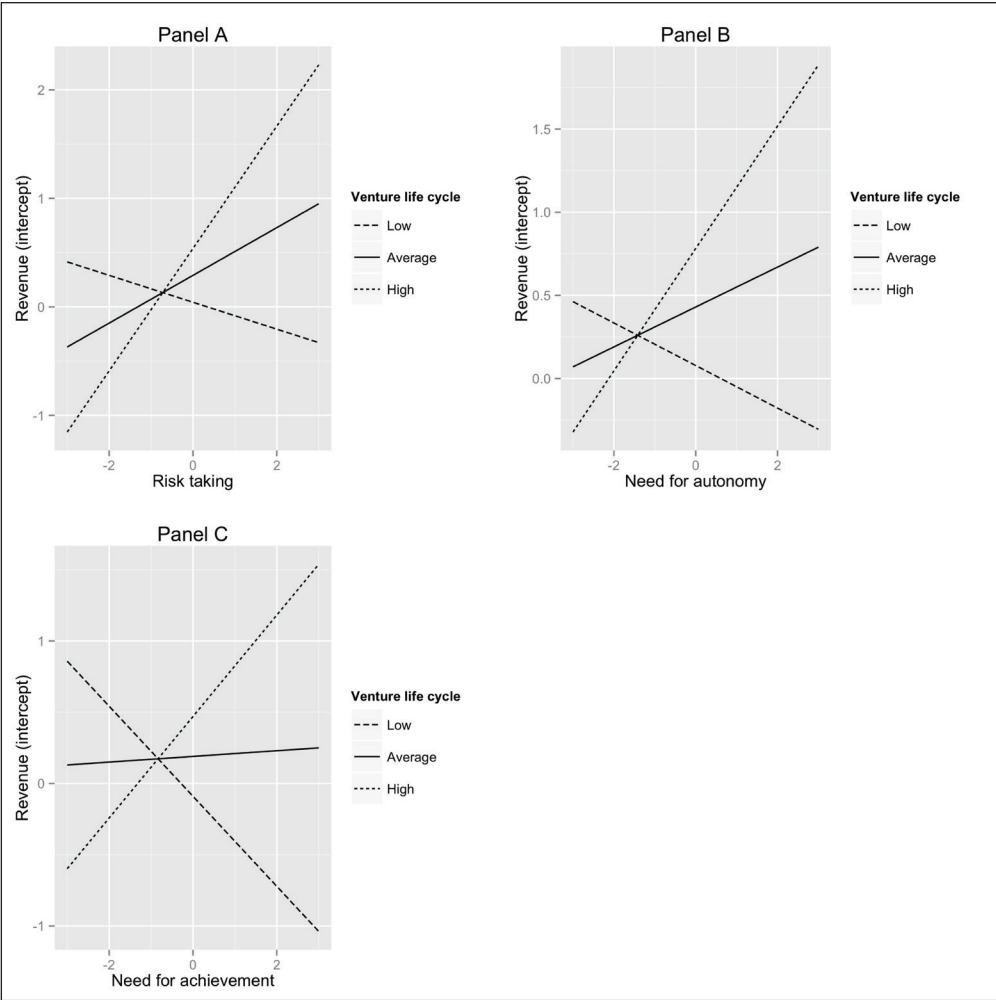 Panel A
Revenue (intercept)
2
1
0
-1
-2 0 2
Risk taking
Venture life cycle
Low
Average
High
Panel B
Revenue (intercept)
1.5
1.0
0.5
0.0
-2 0 2
Need for autonomy
Venture life cycle
Low
Average
High
Panel C
Revenue (intercept)
1
0
-1
-2 0 2
Need for achievement
Venture life cycle
Low
Average
High